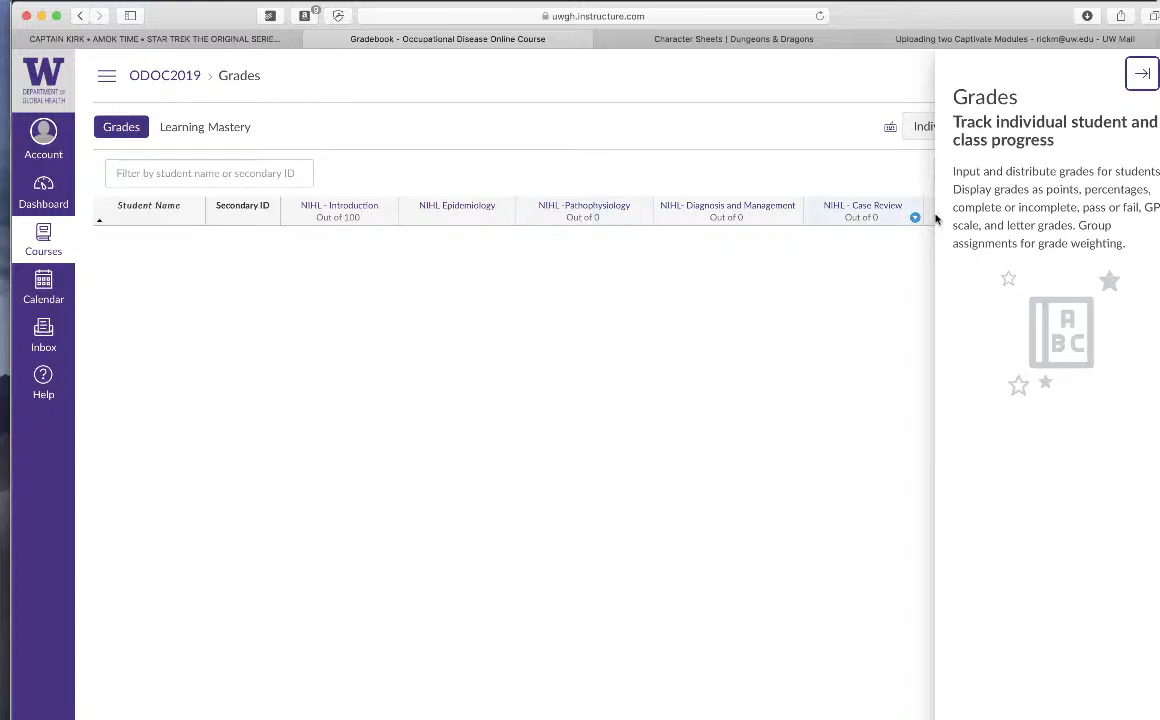 9
uwgh.instructure.com
CAPTAIN KIRK • AMOK TIME • STAR TREK THE ORIGINAL SERIE...
Gradebook - Occupational Disease Online Course
Character Sheets | Dungeons & Dragons
Uploading two Captivate Modules - rickm@uw.edu - UW Mail
W
DEPARTMENT OF
GLOBAL HEALTH
Account
Dashboard
Courses
Calendar
Inbox
Help
ODOC2019 › Grades
Grades
Learning Mastery
Indiv
Filter by student name or secondary ID
Student Name
Secondary ID
NIHL - Introduction
Out of 100
NIHL Epidemiology
NIHL -Pathophysiology
Out of 0
NIHL- Diagnosis and Management
Out of 0
NIHL - Case Review
Out of 0
Grades
Track individual student and
class progress
Input and distribute grades for students
Display grades as points, percentages,
complete or incomplete, pass or fail, GP
scale, and letter grades. Group
assignments for grade weighting.
A
B C